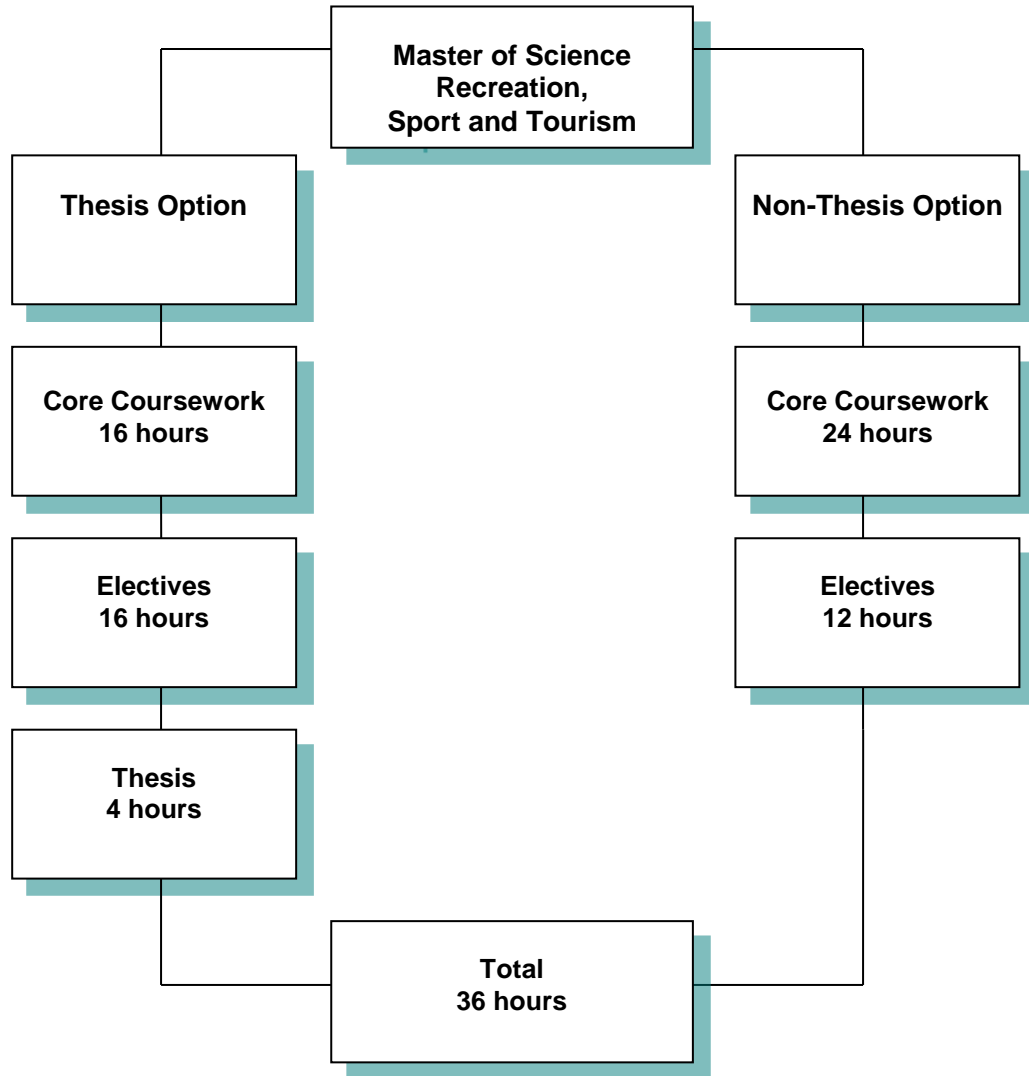 Master of Science
Recreation,
Sport and Tourism
Thesis Option
Non-Thesis Option
Core Coursework
16 hours
Core Coursework
24 hours
Electives
16 hours
Electives
12 hours
Thesis
4 hours
Total
36 hours